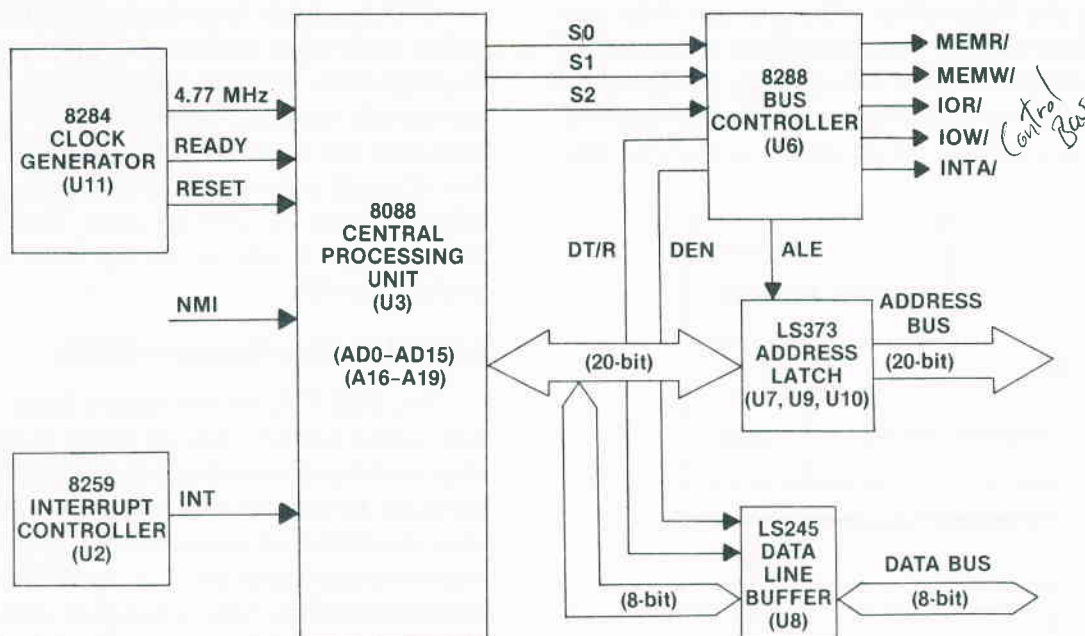 8284
CLOCK
GENERATOR
(U11)
4.77 MHz
READY
RESET
NMI
8259
INTERRUPT
CONTROLLER
(U2)
INT
8088
CENTRAL
PROCESSING
UNIT
(U3)
(AD0–AD15)
(A16–A19)
S0
S1
S2
8288
BUS
CONTROLLER
(U6)
MEMR/
MEMW/
IOR/
IOW/
INTA/
Control
Bus
DT/R
DEN
ALE
(20-bit)
LS373
ADDRESS
LATCH
(U7, U9, U10)
ADDRESS
BUS
(20-bit)
(8-bit)
LS245
DATA
LINE
BUFFER
(U8)
DATA BUS
(8-bit)